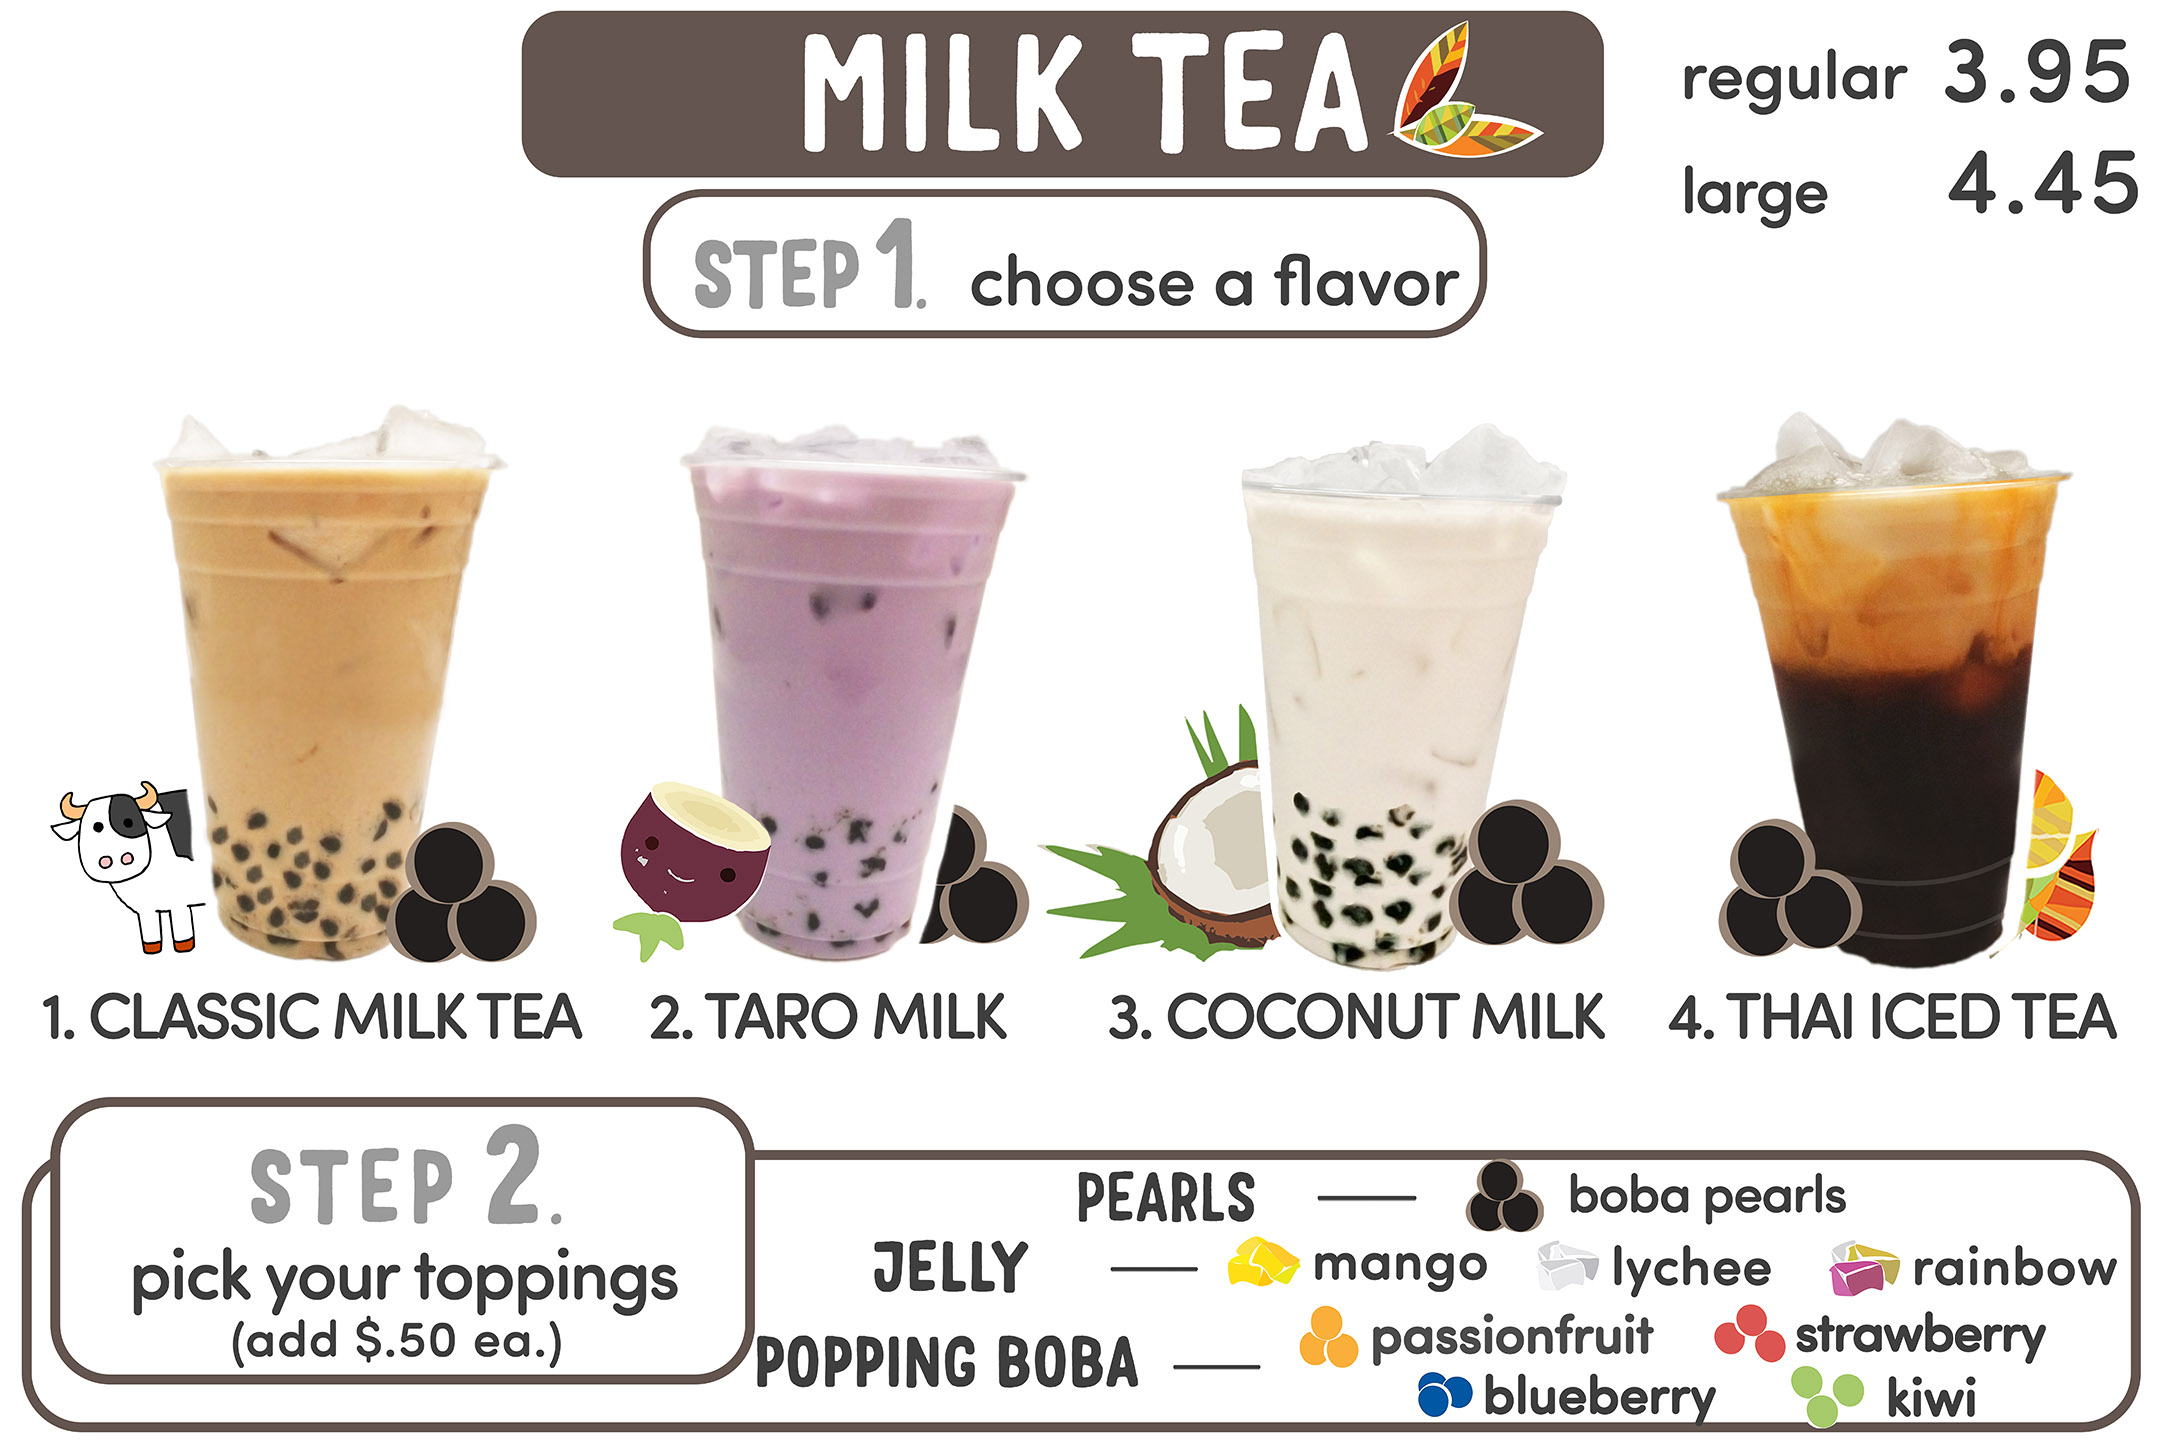 MILK TEA
regular 3.95
large 4.45
STEP 1. choose a flavor
1. CLASSIC MILK TEA
2. TARO MILK
3. COCONUT MILK
4. THAI ICED TEA
STEP 2.
pick your toppings
(add $.50 ea.)
PEARLS — boba pearls
JELLY — mango lychee rainbow
POPPING BOBA — passionfruit strawberry
blueberry kiwi